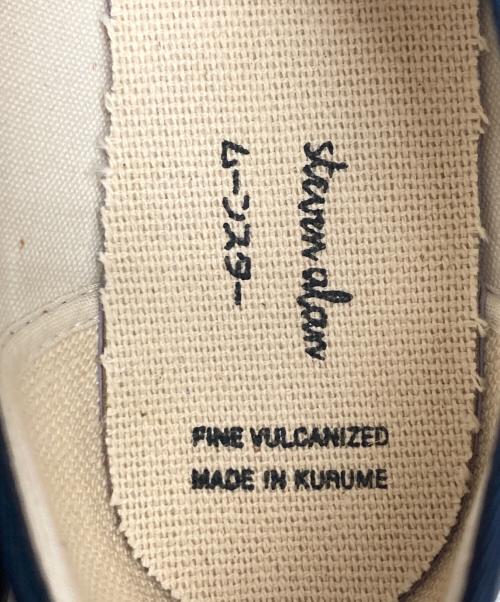 steven alan
ムーンスター
FINE VULCANIZED
MADE IN KURUME